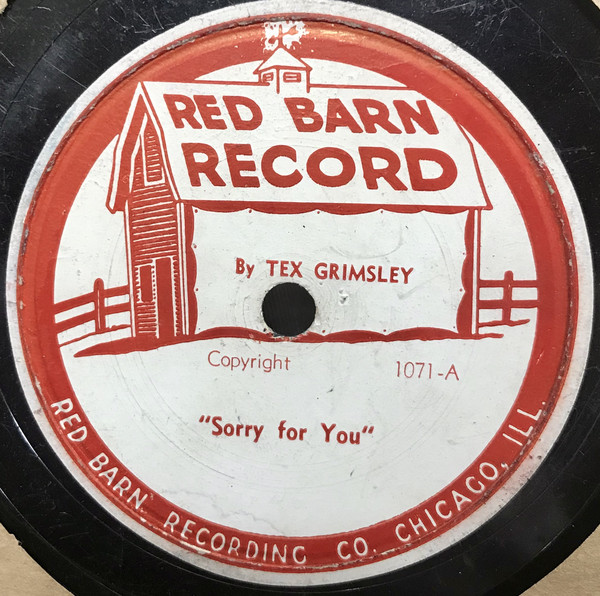 RED BARN
RECORD
By TEX GRIMSLEY
Copyright 1071-A
"Sorry for You"
RED BARN RECORDING CO. CHICAGO, ILL.